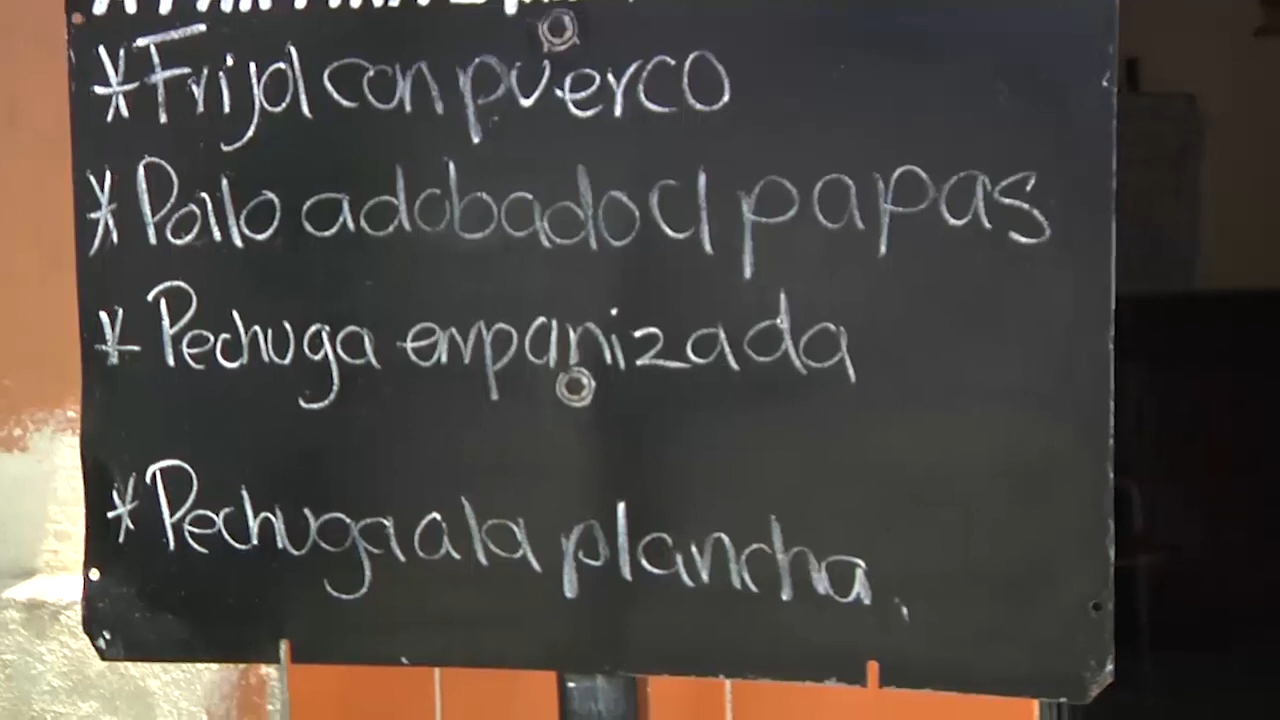 *Frijol con puerco
*Pollo adobado c/ papas
*Pechuga empanizada
*Pechuga a la plancha.